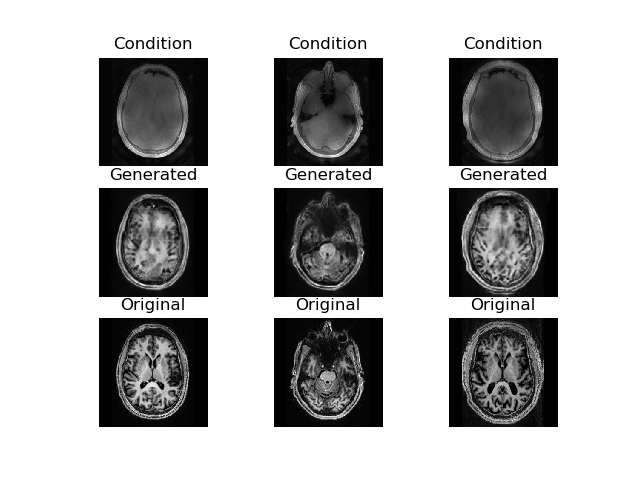 Condition Condition Condition
Generated Generated Generated
Original Original Original